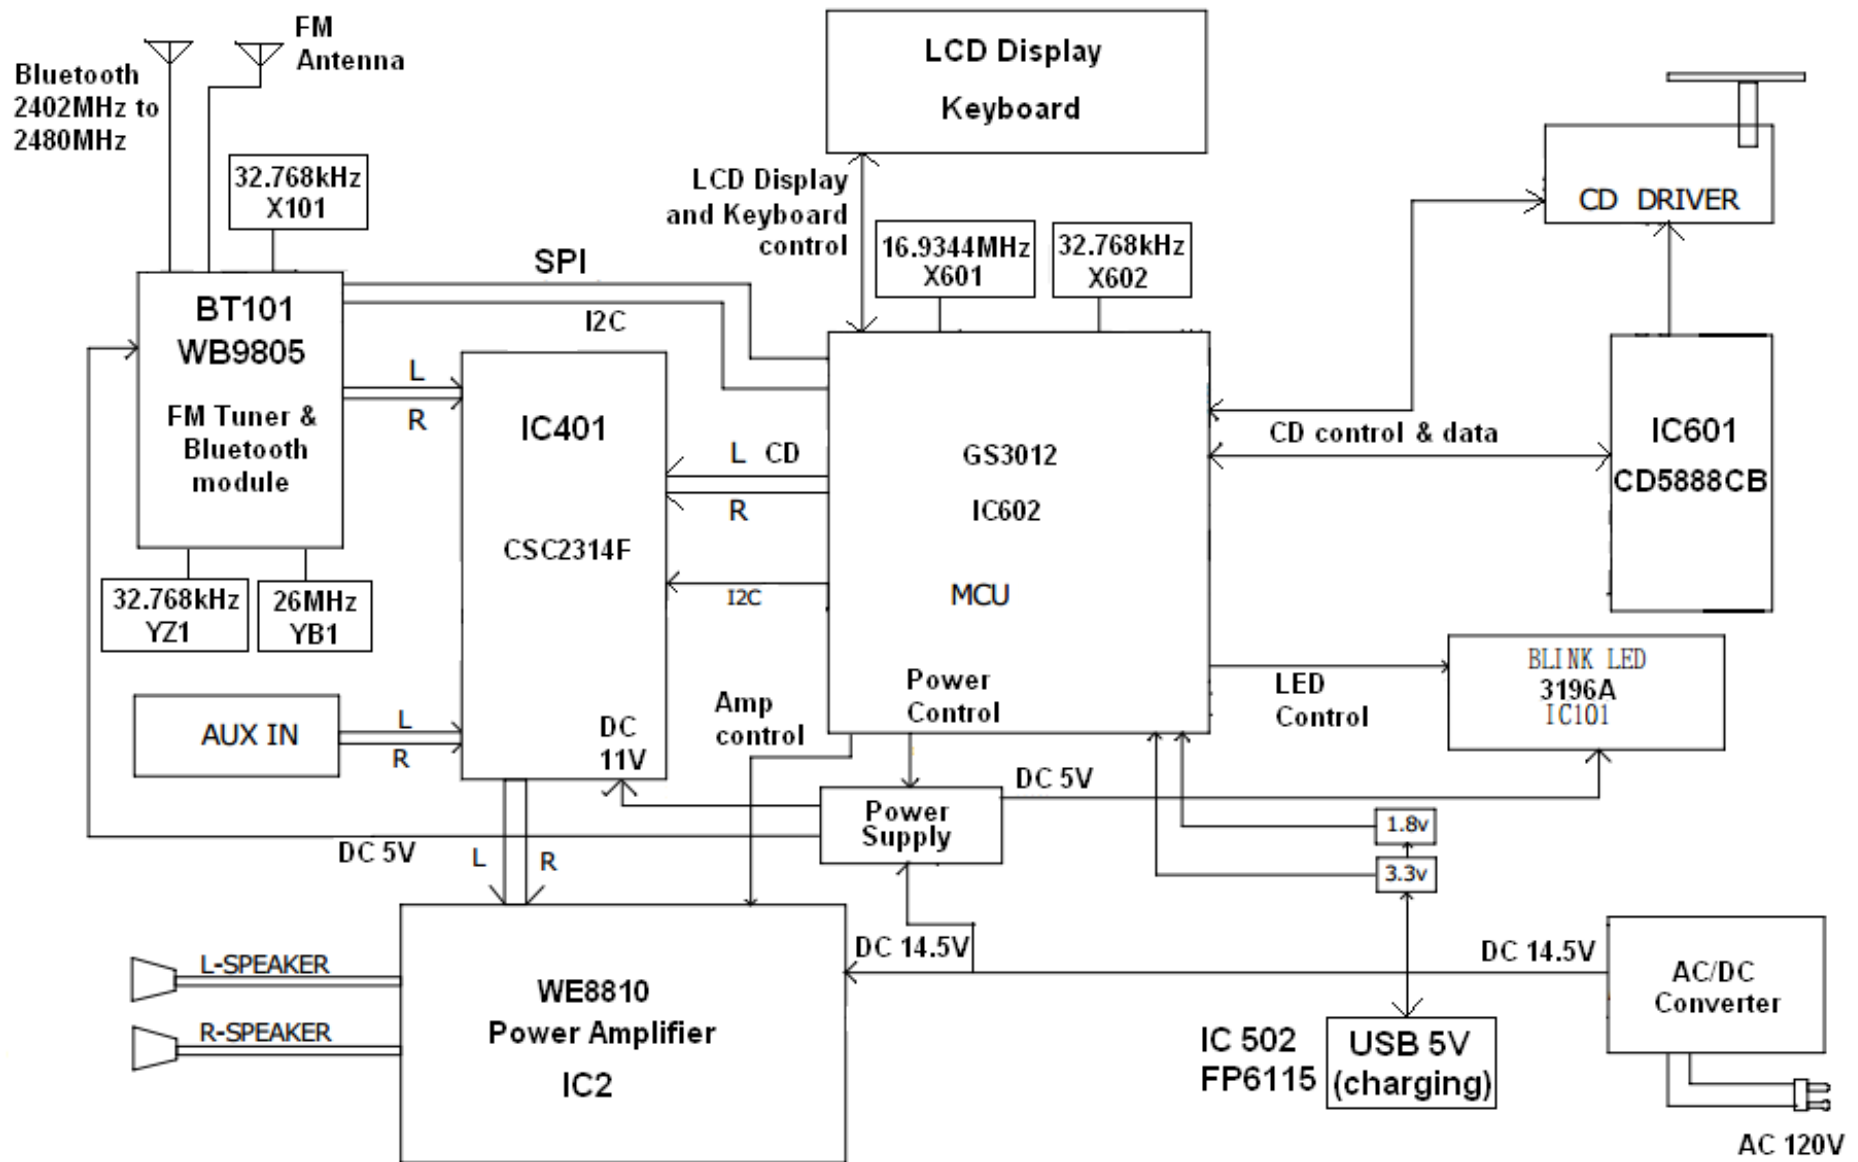 FM
Antenna
Bluetooth
2402MHz to
2480MHz
32.768kHz
X101
LCD Display
Keyboard
LCD Display
and Keyboard
control
16.9344MHz
X601
32.768kHz
X602
CD DRIVER
SPI
I2C
BT101
WB9805
FM Tuner &
Bluetooth
module
L
R
IC401
CSC2314F
DC
11V
L CD
R
I2C
GS3012
IC602
MCU
Power
Control
CD control & data
IC601
CD5888CB
32.768kHz
YZ1
26MHz
YB1
AUX IN
L
R
Amp
control
LED
Control
BLINK LED
3196A
IC101
DC 5V
Power
Supply
DC 5V
1.8v
3.3v
L
R
DC 14.5V
DC 14.5V
AC/DC
Converter
L-SPEAKER
R-SPEAKER
WE8810
Power Amplifier
IC2
IC 502
FP6115
USB 5V
(charging)
AC 120V